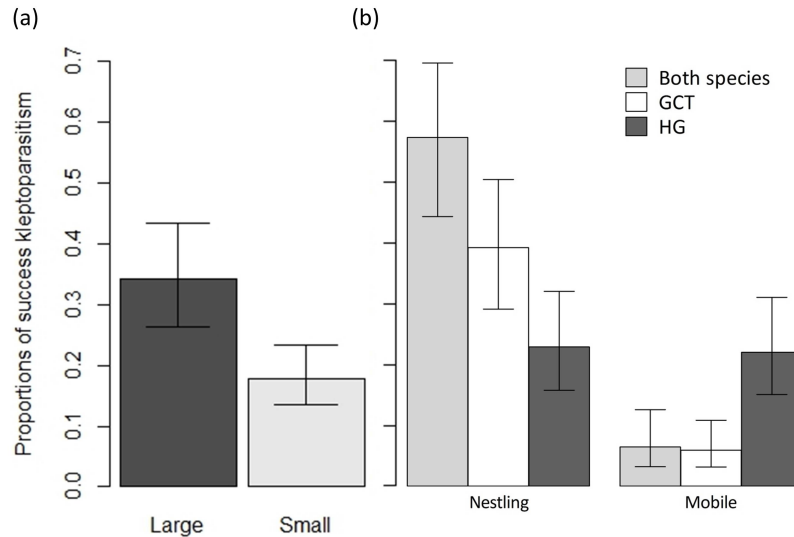 (a)
(b)
Proportions of success kleptoparasitism
0.7
0.6
0.5
0.4
0.3
0.2
0.1
0.0
Large
Small
Both species
GCT
HG
Nestling
Mobile